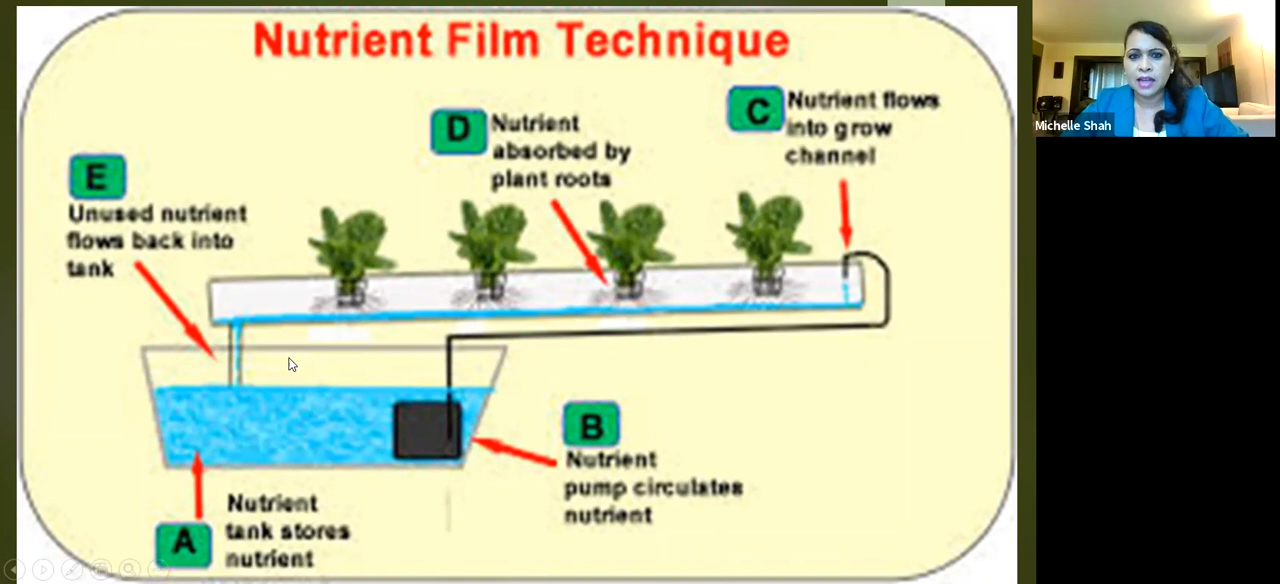 Nutrient Film Technique
C
Nutrient flows
into grow
channel
D
Nutrient
absorbed by
plant roots
E
Unused nutrient
flows back into
tank
B
Nutrient
pump circulates
nutrient
A
Nutrient
tank stores
nutrient
Michelle Shah